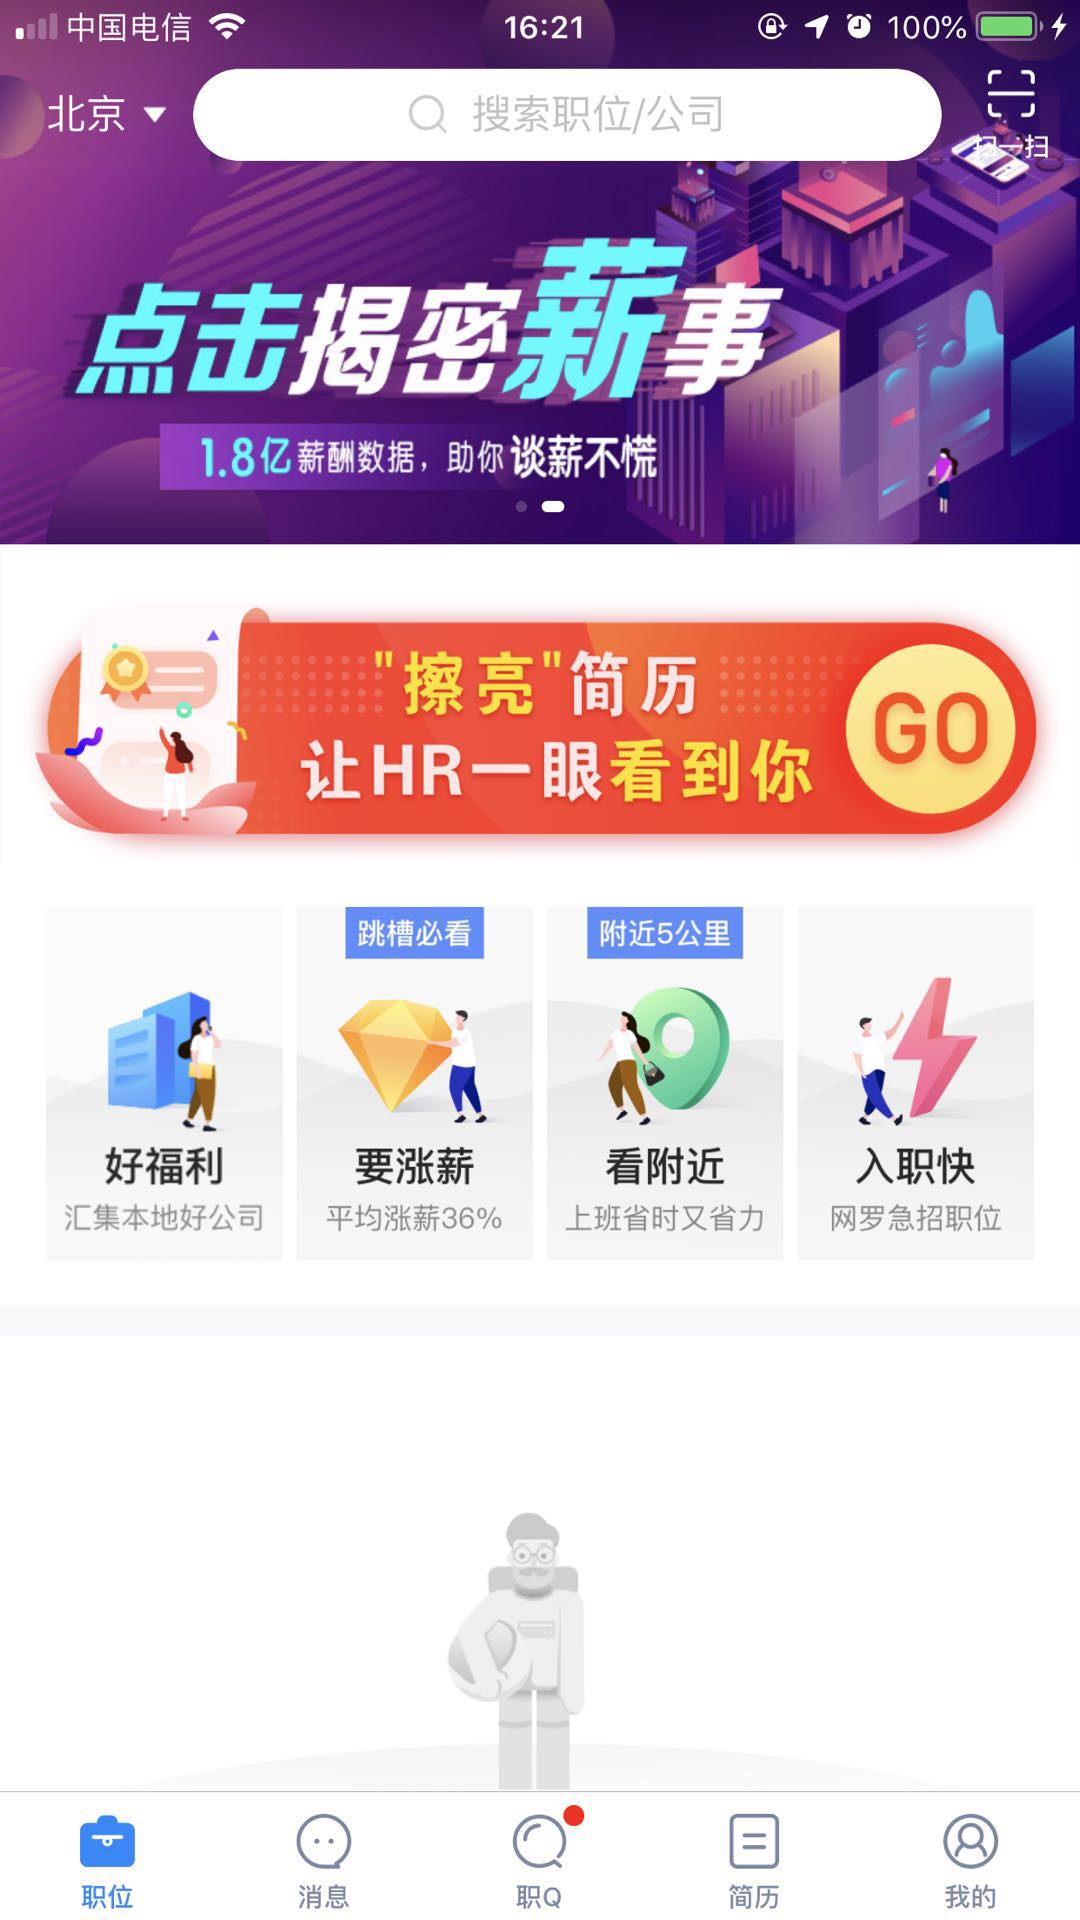 中国电信
16:21
100%
北京
搜索职位/公司
扫一扫
点击揭密薪事
1.8亿薪酬数据，助你谈薪不慌
"擦亮"简历
让HR一眼看到你
GO
跳槽必看
附近5公里
好福利
要涨薪
看附近
入职快
汇集本地好公司
平均涨薪36%
上班省时又省力
网罗急招职位
职位
消息
职Q
简历
我的